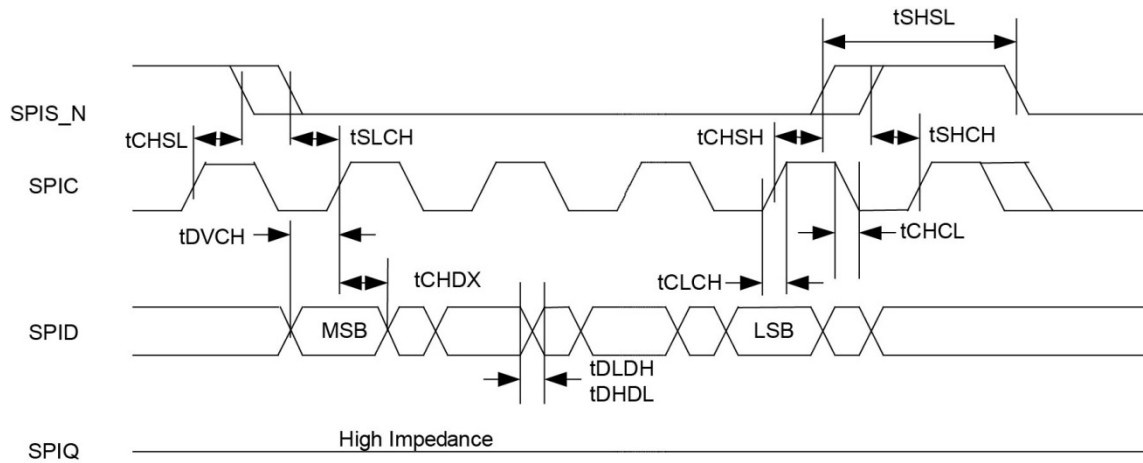 tSHSL
SPIS_N
tCHSL
tSLCH
tCHSH
tSHCH
SPIC
tDVCH
tCHCL
tCHDX
tCLCH
SPID
MSB
LSB
tDLDH
tDHDL
High Impedance
SPIQ